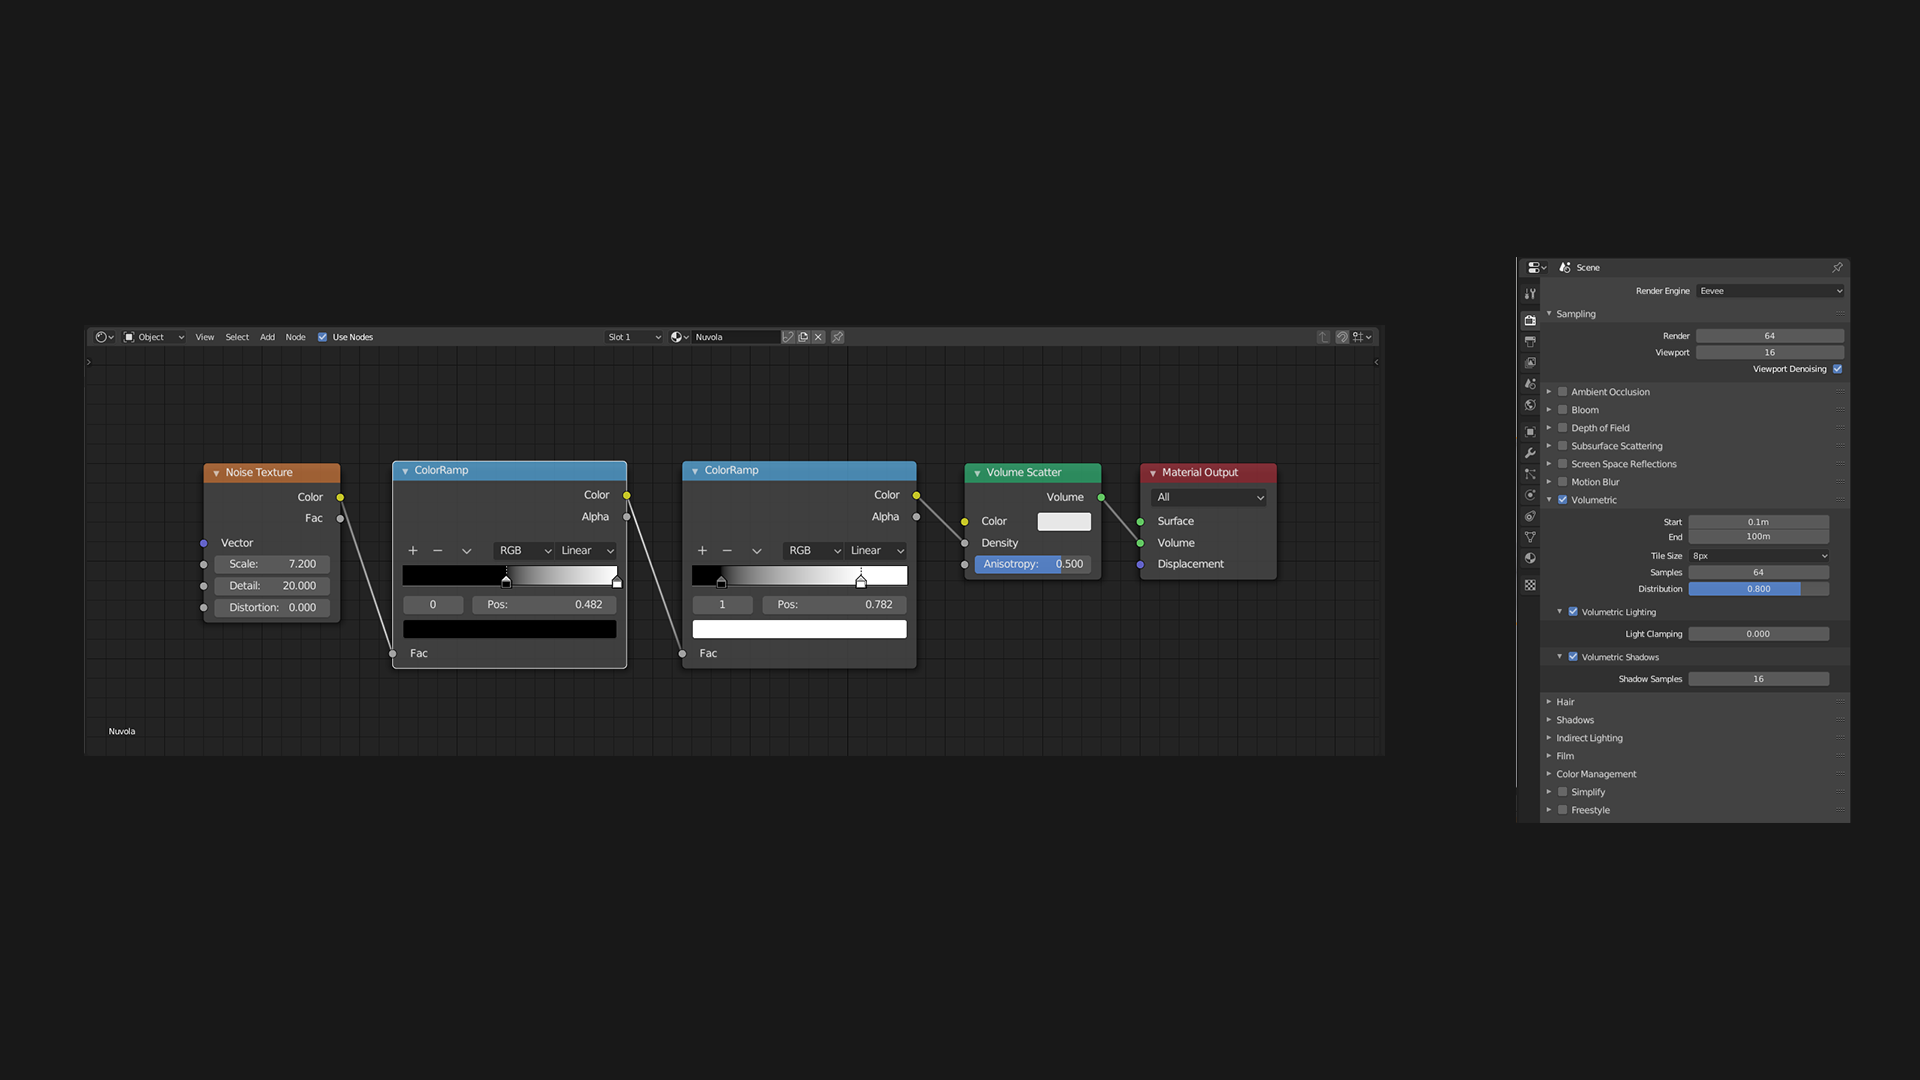 Object
View
Select
Add
Node
Use Nodes
Slot 1
Nuvola
Noise Texture
Color
Fac
Vector
Scale: 7.200
Detail: 20.000
Distortion: 0.000
ColorRamp
Color
Alpha
RGB
Linear
0
Pos: 0.482
Fac
ColorRamp
Color
Alpha
RGB
Linear
1
Pos: 0.782
Fac
Volume Scatter
Volume
Color
Density
Anisotropy: 0.500
Material Output
All
Surface
Volume
Displacement
Nuvola
Scene
Render Engine Eevee
Sampling
Render 64
Viewport 16
Viewport Denoising
Ambient Occlusion
Bloom
Depth of Field
Subsurface Scattering
Screen Space Reflections
Motion Blur
Volumetric
Start 0.1m
End 100m
Tile Size 8px
Samples 64
Distribution 0.800
Volumetric Lighting
Light Clamping 0.000
Volumetric Shadows
Shadow Samples 16
Hair
Shadows
Indirect Lighting
Film
Color Management
Simplify
Freestyle